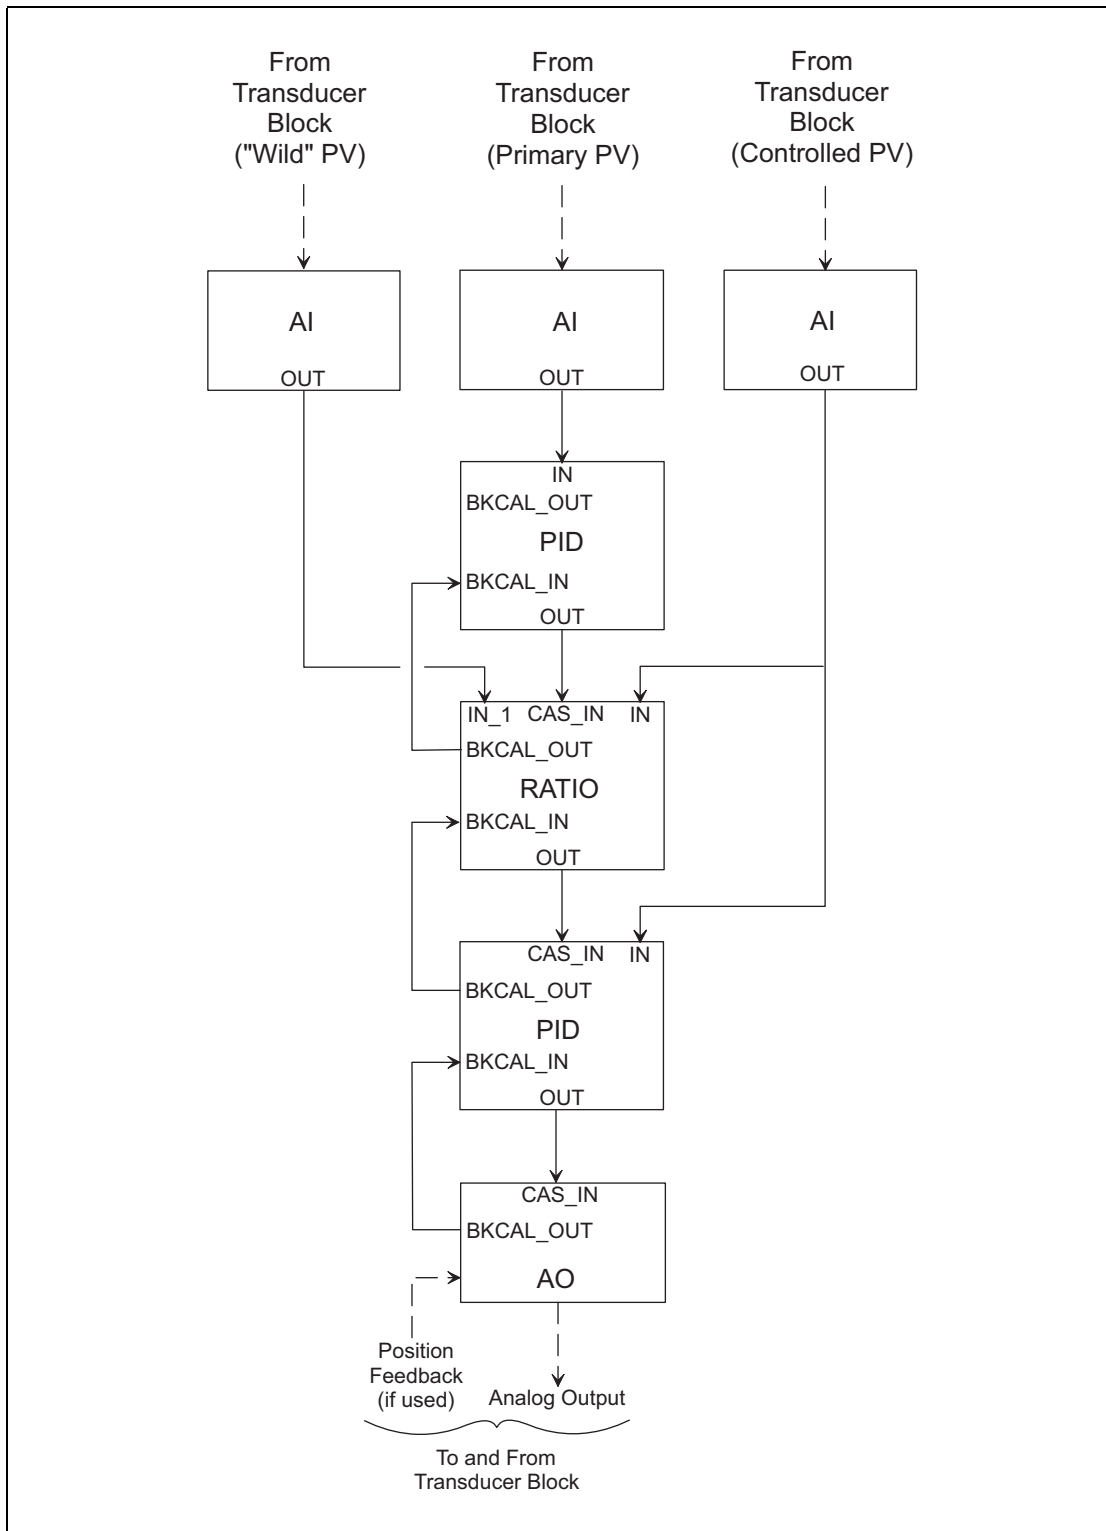 From
Transducer
Block
("Wild" PV)
From
Transducer
Block
(Primary PV)
From
Transducer
Block
(Controlled PV)
AI
OUT
AI
OUT
AI
OUT
IN
BKCAL_OUT
PID
BKCAL_IN
OUT
IN_1 CAS_IN IN
BKCAL_OUT
RATIO
BKCAL_IN
OUT
CAS_IN IN
BKCAL_OUT
PID
BKCAL_IN
OUT
CAS_IN
BKCAL_OUT
AO
Position
Feedback
(if used)
Analog Output
To and From
Transducer Block